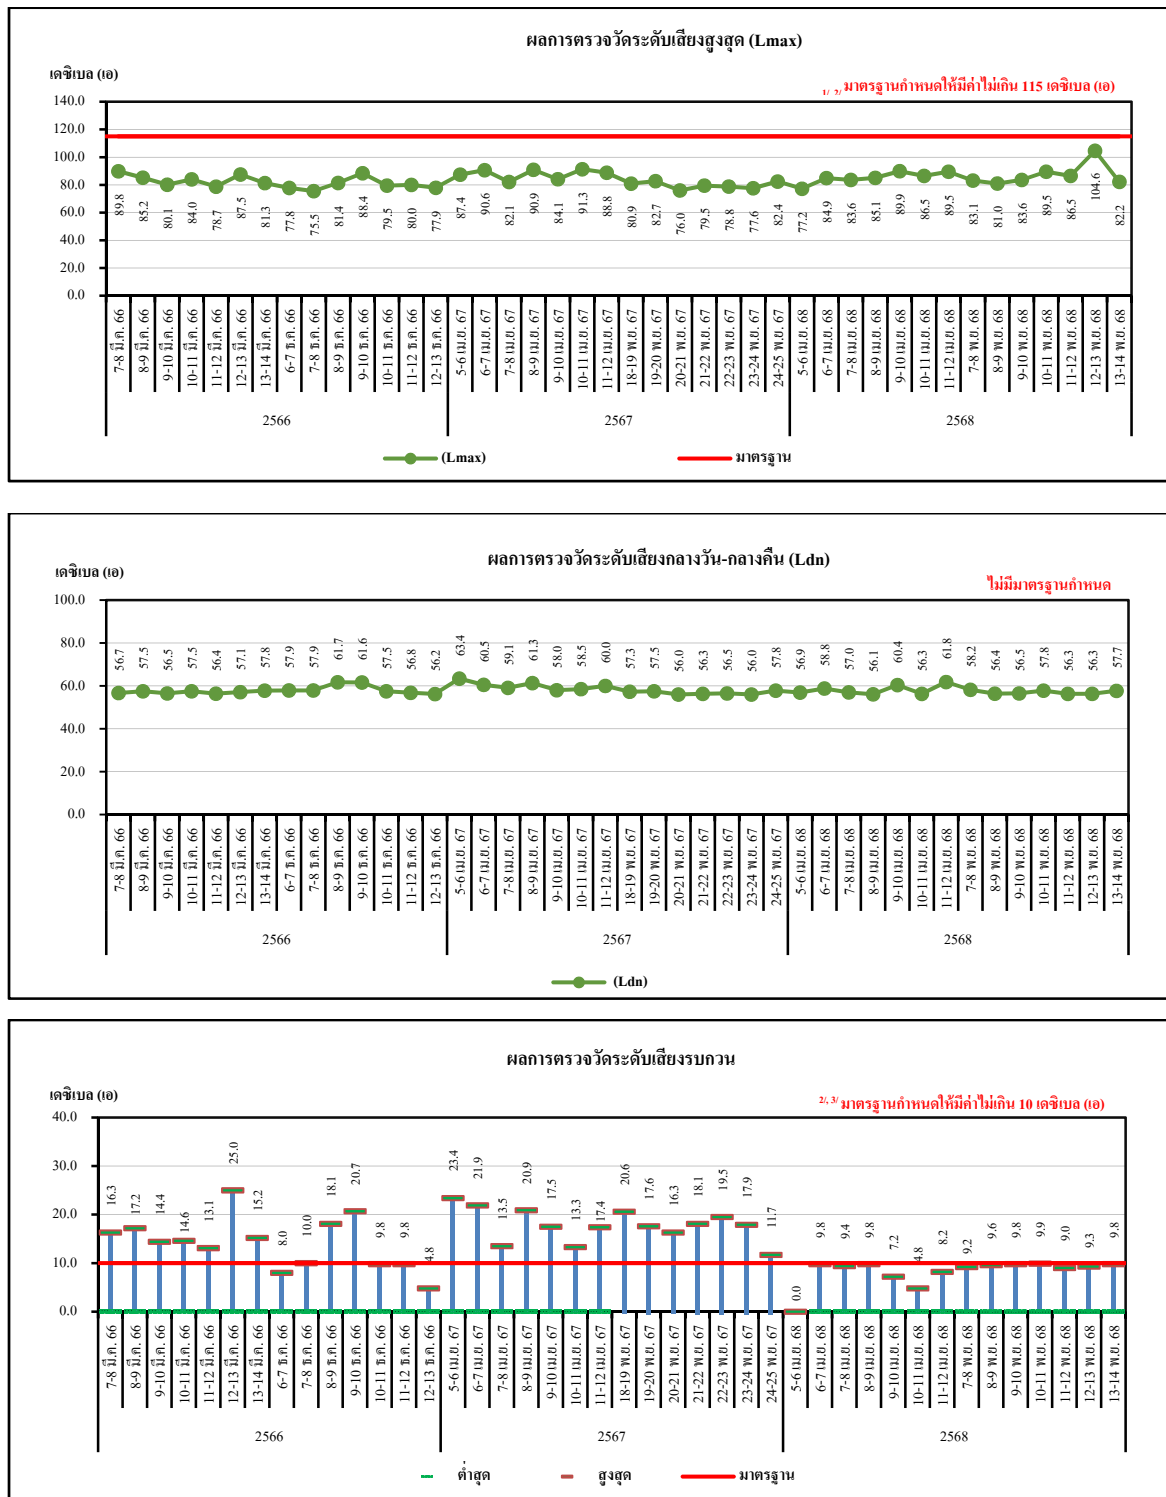 ผลการตรวจวัดระดับเสียงสูงสุด (Lmax)
เดซิเบล (เอ)
1/ 2/ มาตรฐานกำหนดให้มีค่าไม่เกิน 115 เดซิเบล (เอ)
140.0
120.0
100.0
80.0
60.0
40.0
20.0
0.0
89.8 85.2 80.1 84.0 78.7 87.5 81.3 77.8 75.5 81.4 88.4 79.5 80.0 77.9 87.4 90.6 82.1 90.9 84.1 91.3 88.8 80.9 82.7 76.0 79.5 78.8 77.6 82.4 77.2 84.9 83.6 85.1 89.9 86.5 89.5 83.1 81.0 83.6 89.5 86.5 104.6 82.2
7-8 มี.ค. 66 8-9 มี.ค. 66 9-10 มี.ค. 66 10-11 มี.ค. 66 11-12 มี.ค. 66 12-13 มี.ค. 66 13-14 มี.ค. 66 6-7 ธ.ค. 66 7-8 ธ.ค. 66 8-9 ธ.ค. 66 9-10 ธ.ค. 66 10-11 ธ.ค. 66 11-12 ธ.ค. 66 12-13 ธ.ค. 66 5-6 เม.ย. 67 6-7 เม.ย. 67 7-8 เม.ย. 67 8-9 เม.ย. 67 9-10 เม.ย. 67 10-11 เม.ย. 67 11-12 เม.ย. 67 18-19 พ.ย. 67 19-20 พ.ย. 67 20-21 พ.ย. 67 21-22 พ.ย. 67 22-23 พ.ย. 67 23-24 พ.ย. 67 24-25 พ.ย. 67 5-6 เม.ย. 68 6-7 เม.ย. 68 7-8 เม.ย. 68 8-9 เม.ย. 68 9-10 เม.ย. 68 10-11 เม.ย. 68 11-12 เม.ย. 68 7-8 พ.ย. 68 8-9 พ.ย. 68 9-10 พ.ย. 68 10-11 พ.ย. 68 11-12 พ.ย. 68 12-13 พ.ย. 68 13-14 พ.ย. 68
2566 2567 2568
(Lmax) มาตรฐาน
ผลการตรวจวัดระดับเสียงกลางวัน-กลางคืน (Ldn)
เดซิเบล (เอ)
ไม่มีมาตรฐานกำหนด
100.0
80.0
60.0
40.0
20.0
0.0
56.7 57.5 56.5 57.5 56.4 57.1 57.8 57.9 57.9 61.7 61.6 57.5 56.8 56.2 63.4 60.5 59.1 61.3 58.0 58.5 60.0 57.3 57.5 56.0 56.3 56.5 56.0 57.8 56.9 58.8 57.0 56.1 60.4 56.3 61.8 58.2 56.4 56.5 57.8 56.3 56.3 57.7
7-8 มี.ค. 66 8-9 มี.ค. 66 9-10 มี.ค. 66 10-11 มี.ค. 66 11-12 มี.ค. 66 12-13 มี.ค. 66 13-14 มี.ค. 66 6-7 ธ.ค. 66 7-8 ธ.ค. 66 8-9 ธ.ค. 66 9-10 ธ.ค. 66 10-11 ธ.ค. 66 11-12 ธ.ค. 66 12-13 ธ.ค. 66 5-6 เม.ย. 67 6-7 เม.ย. 67 7-8 เม.ย. 67 8-9 เม.ย. 67 9-10 เม.ย. 67 10-11 เม.ย. 67 11-12 เม.ย. 67 18-19 พ.ย. 67 19-20 พ.ย. 67 20-21 พ.ย. 67 21-22 พ.ย. 67 22-23 พ.ย. 67 23-24 พ.ย. 67 24-25 พ.ย. 67 5-6 เม.ย. 68 6-7 เม.ย. 68 7-8 เม.ย. 68 8-9 เม.ย. 68 9-10 เม.ย. 68 10-11 เม.ย. 68 11-12 เม.ย. 68 7-8 พ.ย. 68 8-9 พ.ย. 68 9-10 พ.ย. 68 10-11 พ.ย. 68 11-12 พ.ย. 68 12-13 พ.ย. 68 13-14 พ.ย. 68
2566 2567 2568
(Ldn)
ผลการตรวจวัดระดับเสียงรบกวน
เดซิเบล (เอ)
2/, 3/ มาตรฐานกำหนดให้มีค่าไม่เกิน 10 เดซิเบล (เอ)
40.0
30.0
20.0
10.0
0.0
16.3 17.2 14.4 14.6 13.1 25.0 15.2 8.0 10.0 18.1 20.7 9.8 9.8 4.8 23.4 21.9 13.5 20.9 17.5 13.3 17.4 20.6 17.6 16.3 18.1 19.5 17.9 11.7 0.0 9.8 9.4 9.8 7.2 4.8 8.2 9.2 9.6 9.8 9.9 9.0 9.3 9.8
7-8 มี.ค. 66 8-9 มี.ค. 66 9-10 มี.ค. 66 10-11 มี.ค. 66 11-12 มี.ค. 66 12-13 มี.ค. 66 13-14 มี.ค. 66 6-7 ธ.ค. 66 7-8 ธ.ค. 66 8-9 ธ.ค. 66 9-10 ธ.ค. 66 10-11 ธ.ค. 66 11-12 ธ.ค. 66 12-13 ธ.ค. 66 5-6 เม.ย. 67 6-7 เม.ย. 67 7-8 เม.ย. 67 8-9 เม.ย. 67 9-10 เม.ย. 67 10-11 เม.ย. 67 11-12 เม.ย. 67 18-19 พ.ย. 67 19-20 พ.ย. 67 20-21 พ.ย. 67 21-22 พ.ย. 67 22-23 พ.ย. 67 23-24 พ.ย. 67 24-25 พ.ย. 67 5-6 เม.ย. 68 6-7 เม.ย. 68 7-8 เม.ย. 68 8-9 เม.ย. 68 9-10 เม.ย. 68 10-11 เม.ย. 68 11-12 เม.ย. 68 7-8 พ.ย. 68 8-9 พ.ย. 68 9-10 พ.ย. 68 10-11 พ.ย. 68 11-12 พ.ย. 68 12-13 พ.ย. 68 13-14 พ.ย. 68
2566 2567 2568
ต่ำสุด สูงสุด มาตรฐาน